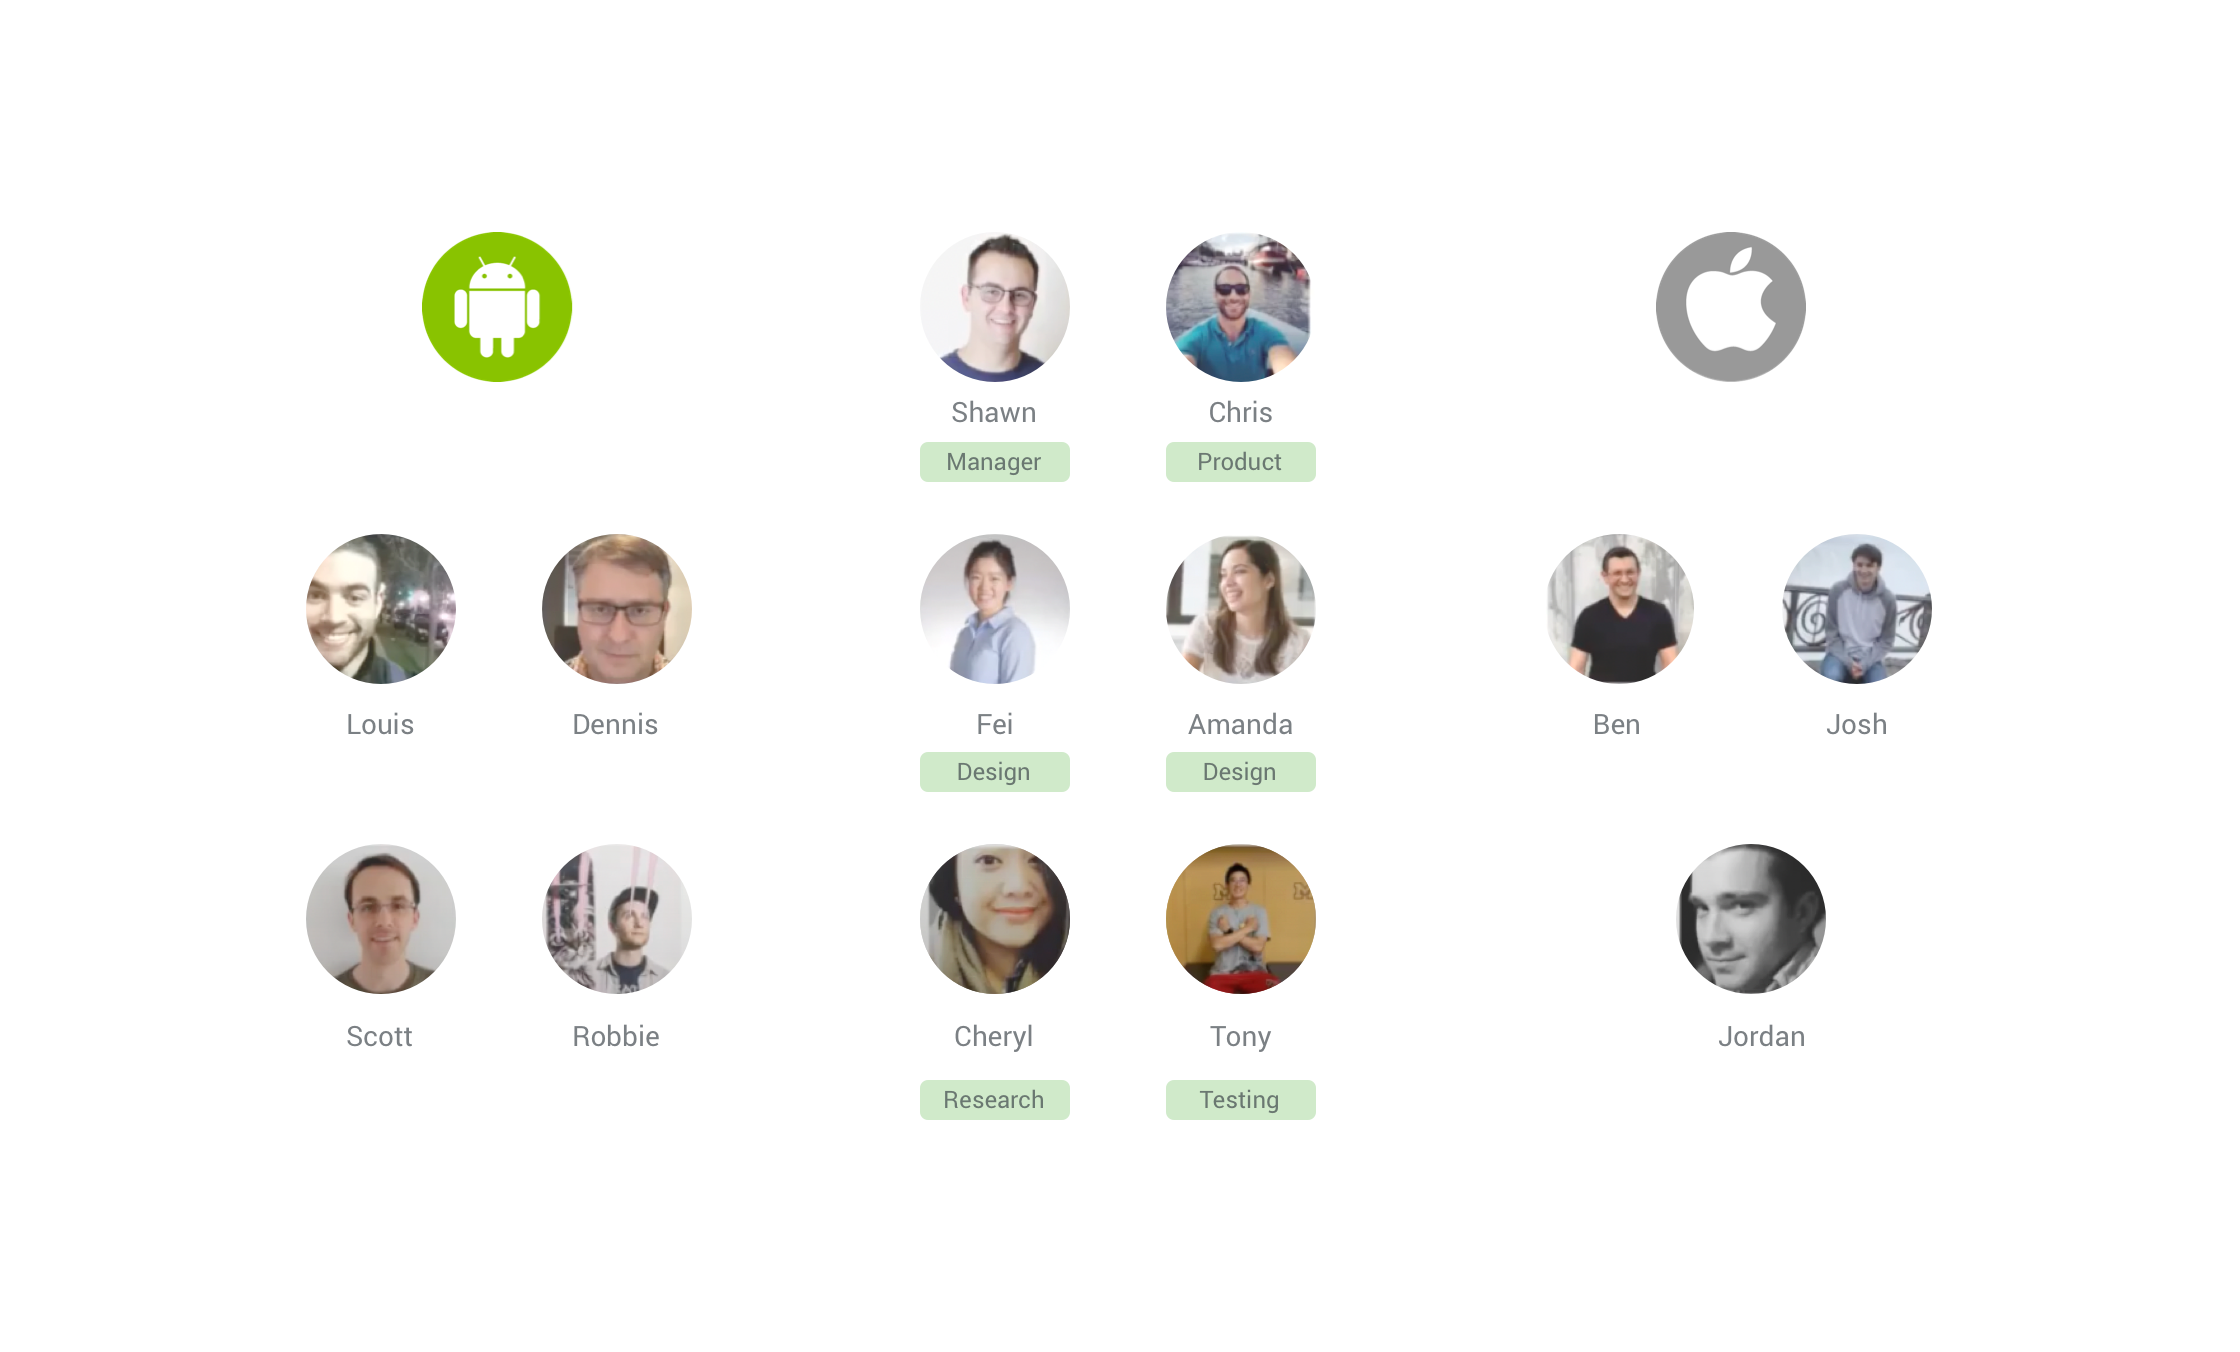 Shawn
Chris
Manager
Product
Louis
Dennis
Fei
Amanda
Ben
Josh
Design
Design
Scott
Robbie
Cheryl
Tony
Jordan
Research
Testing